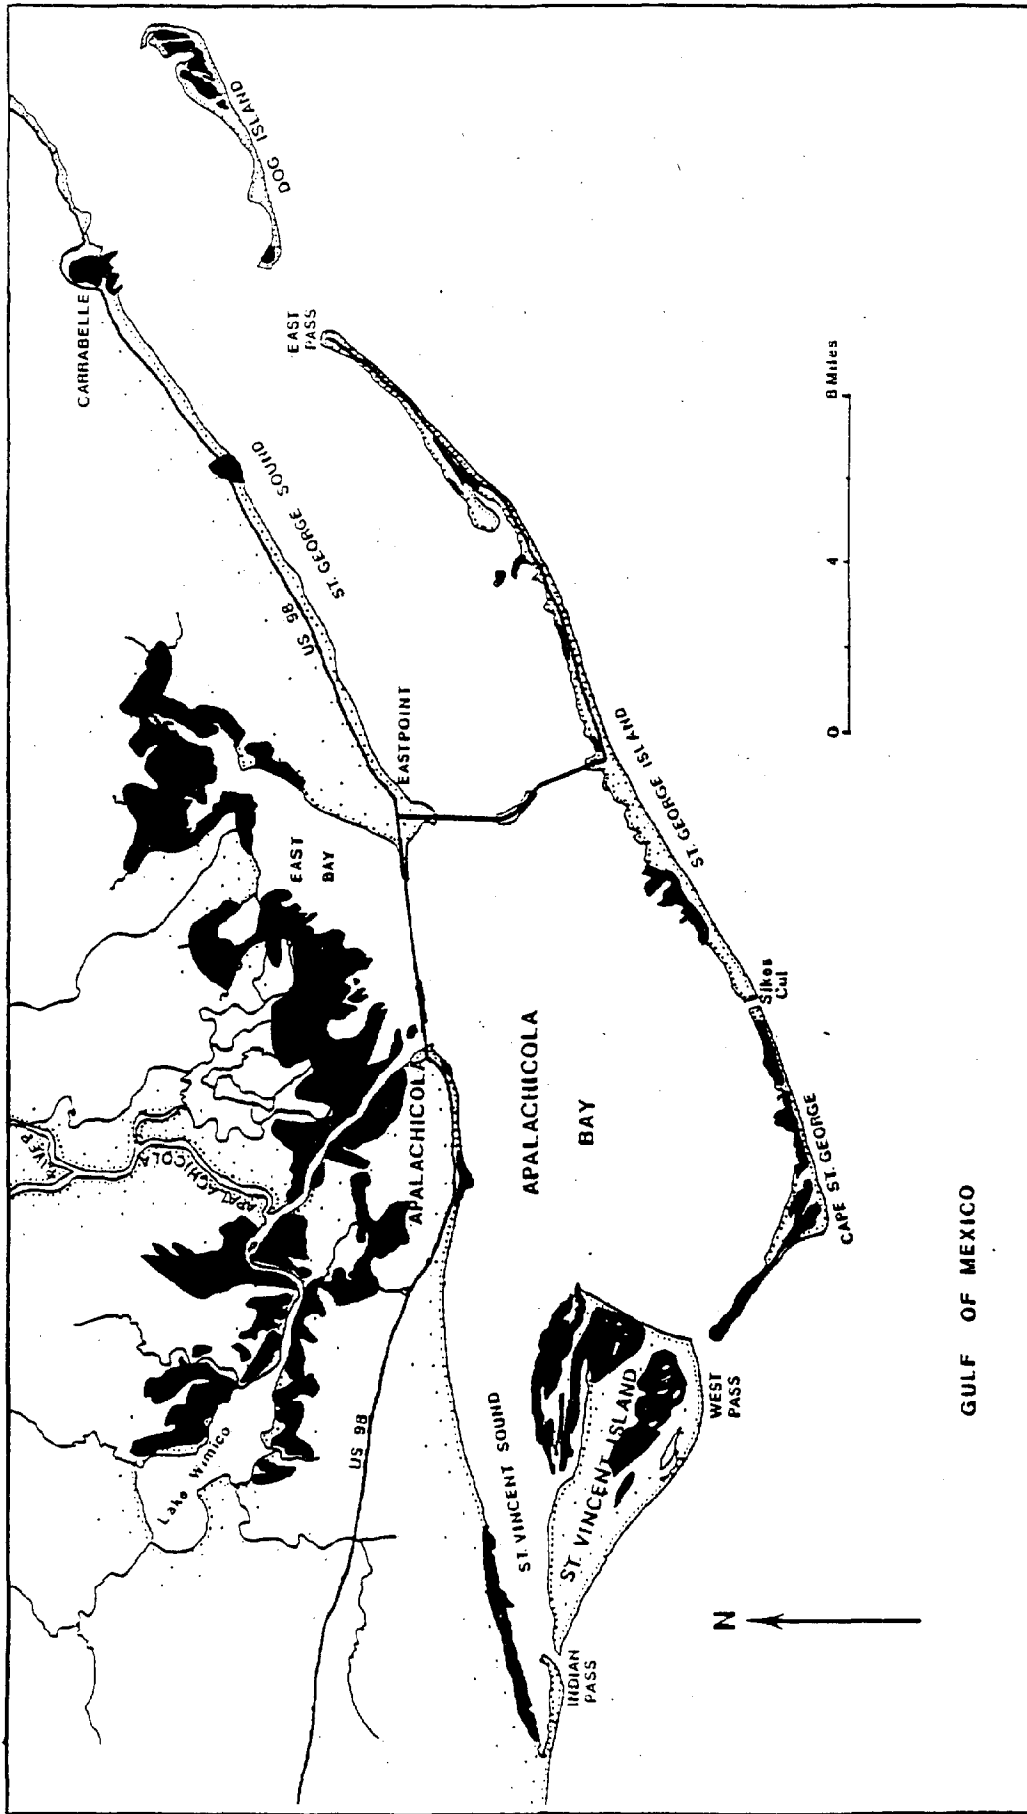 CARRABELLE
DOG ISLAND
EAST
PASS
ST. GEORGE SOUND
US 98
EASTPOINT
EAST
BAY
ST. GEORGE ISLAND
8 Miles
4
0
Sikes
Cut
RIVER
APALACHICOLA
APALACHICOLA
APALACHICOLA
BAY
CAPE ST. GEORGE
GULF OF MEXICO
Lake Wimico
US 98
ST. VINCENT SOUND
ST. VINCENT ISLAND
WEST
PASS
INDIAN
PASS
N